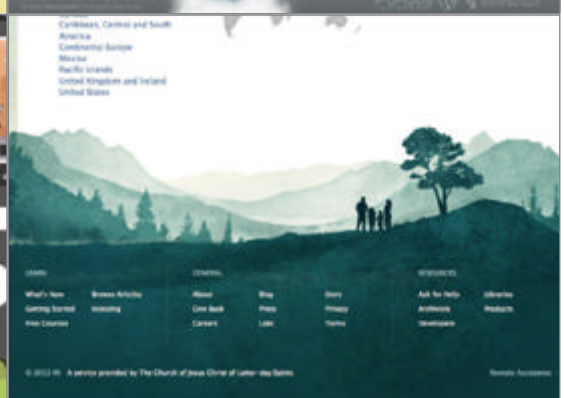 Caribbean, Central and South
America
Continental Europe
Mexico
Pacific Islands
United Kingdom and Ireland
United States
LEARN
GENERAL
RESOURCES
What's New
Browse Articles
About
Blog
Store
Ask for Help
Libraries
Getting Started
Indexing
Give Back
Press
Privacy
Archivists
Products
Free Courses
Careers
Labs
Terms
Developers
A service provided by The Church of Jesus Christ of Latter-day Saints
Remote Assistance